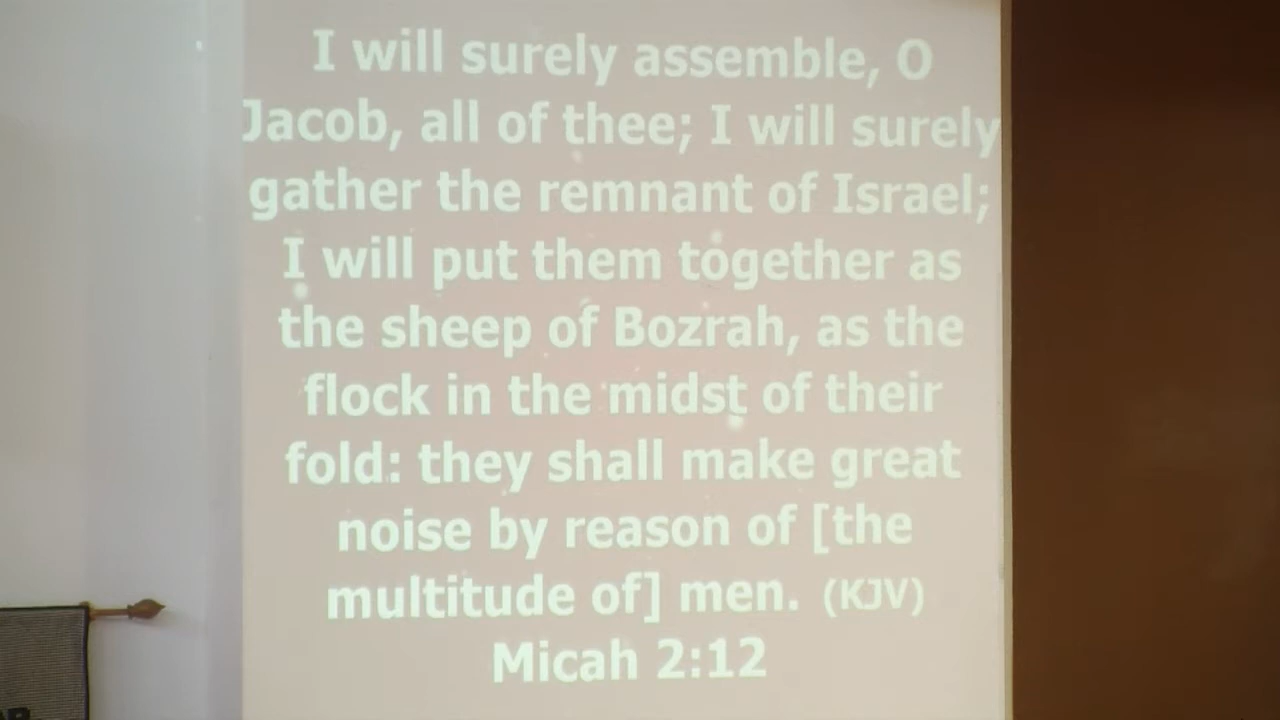 I will surely assemble, O
Jacob, all of thee; I will surely
gather the remnant of Israel;
I will put them together as
the sheep of Bozrah, as the
flock in the midst of their
fold: they shall make great
noise by reason of [the
multitude of] men. (KJV)
Micah 2:12